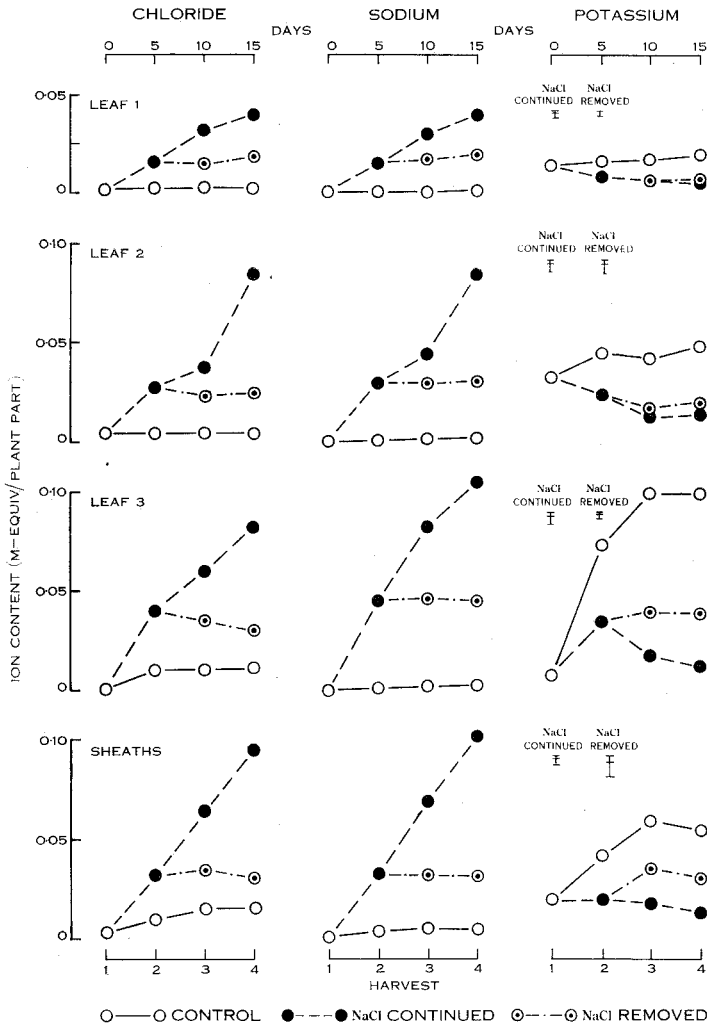 CHLORIDE SODIUM POTASSIUM
0 5 10 15 DAYS 0 5 10 15 DAYS 0 5 10 15
LEAF 1
0·05
0
NaCl CONTINUED
NaCl REMOVED
LEAF 2
0·10
0·05
0
NaCl CONTINUED
NaCl REMOVED
LEAF 3
0·10
0·05
0
NaCl CONTINUED
NaCl REMOVED
SHEATHS
0·10
0·05
0
NaCl CONTINUED
NaCl REMOVED
ION CONTENT (M-EQUIV/PLANT PART)
1 2 3 4 1 2 3 4 1 2 3 4
HARVEST
CONTROL NaCl CONTINUED NaCl REMOVED